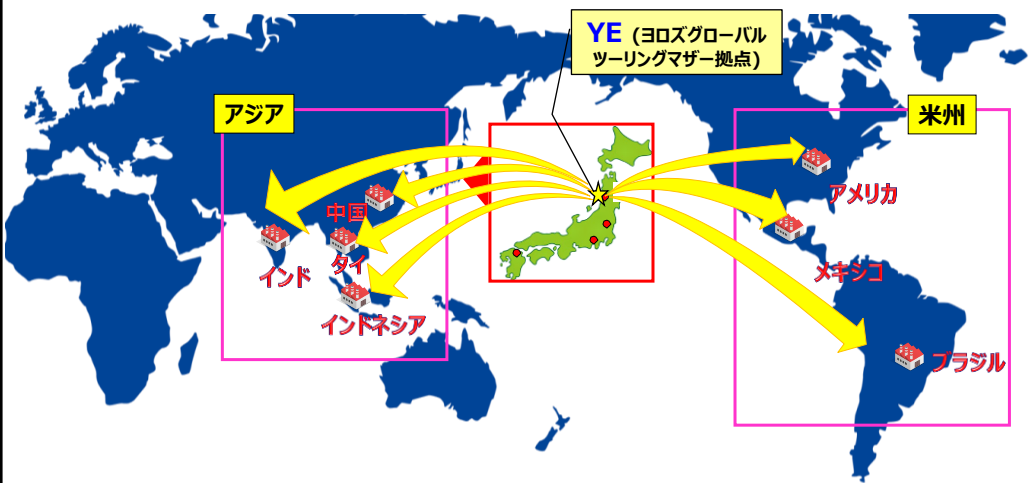 YE (ヨロズグローバル
ツーリングマザー拠点)
アジア
米州
中国
インド
タイ
インドネシア
アメリカ
メキシコ
ブラジル